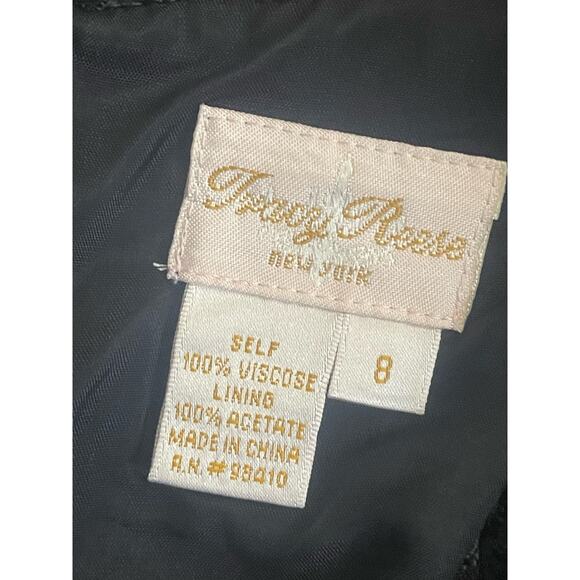 Tracy Reese
new york
8
SELF
100% VISCOSE
LINING
100% ACETATE
MADE IN CHINA
R.N.#98410